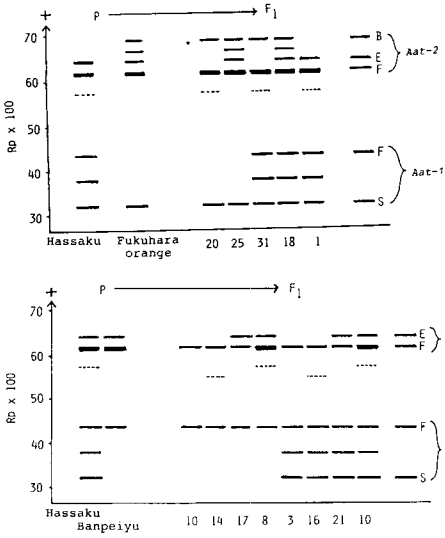 + P F1
70 B
E Aat-2
60 F
Rp x 100
50
40 F
Aat-1
30 S
Hassaku Fukuhara orange 20 25 31 18 1
+ P F1
70
E
60 F
Rp x 100
50
40 F
30 S
Hassaku Banpeiyu 10 14 17 8 3 16 21 10